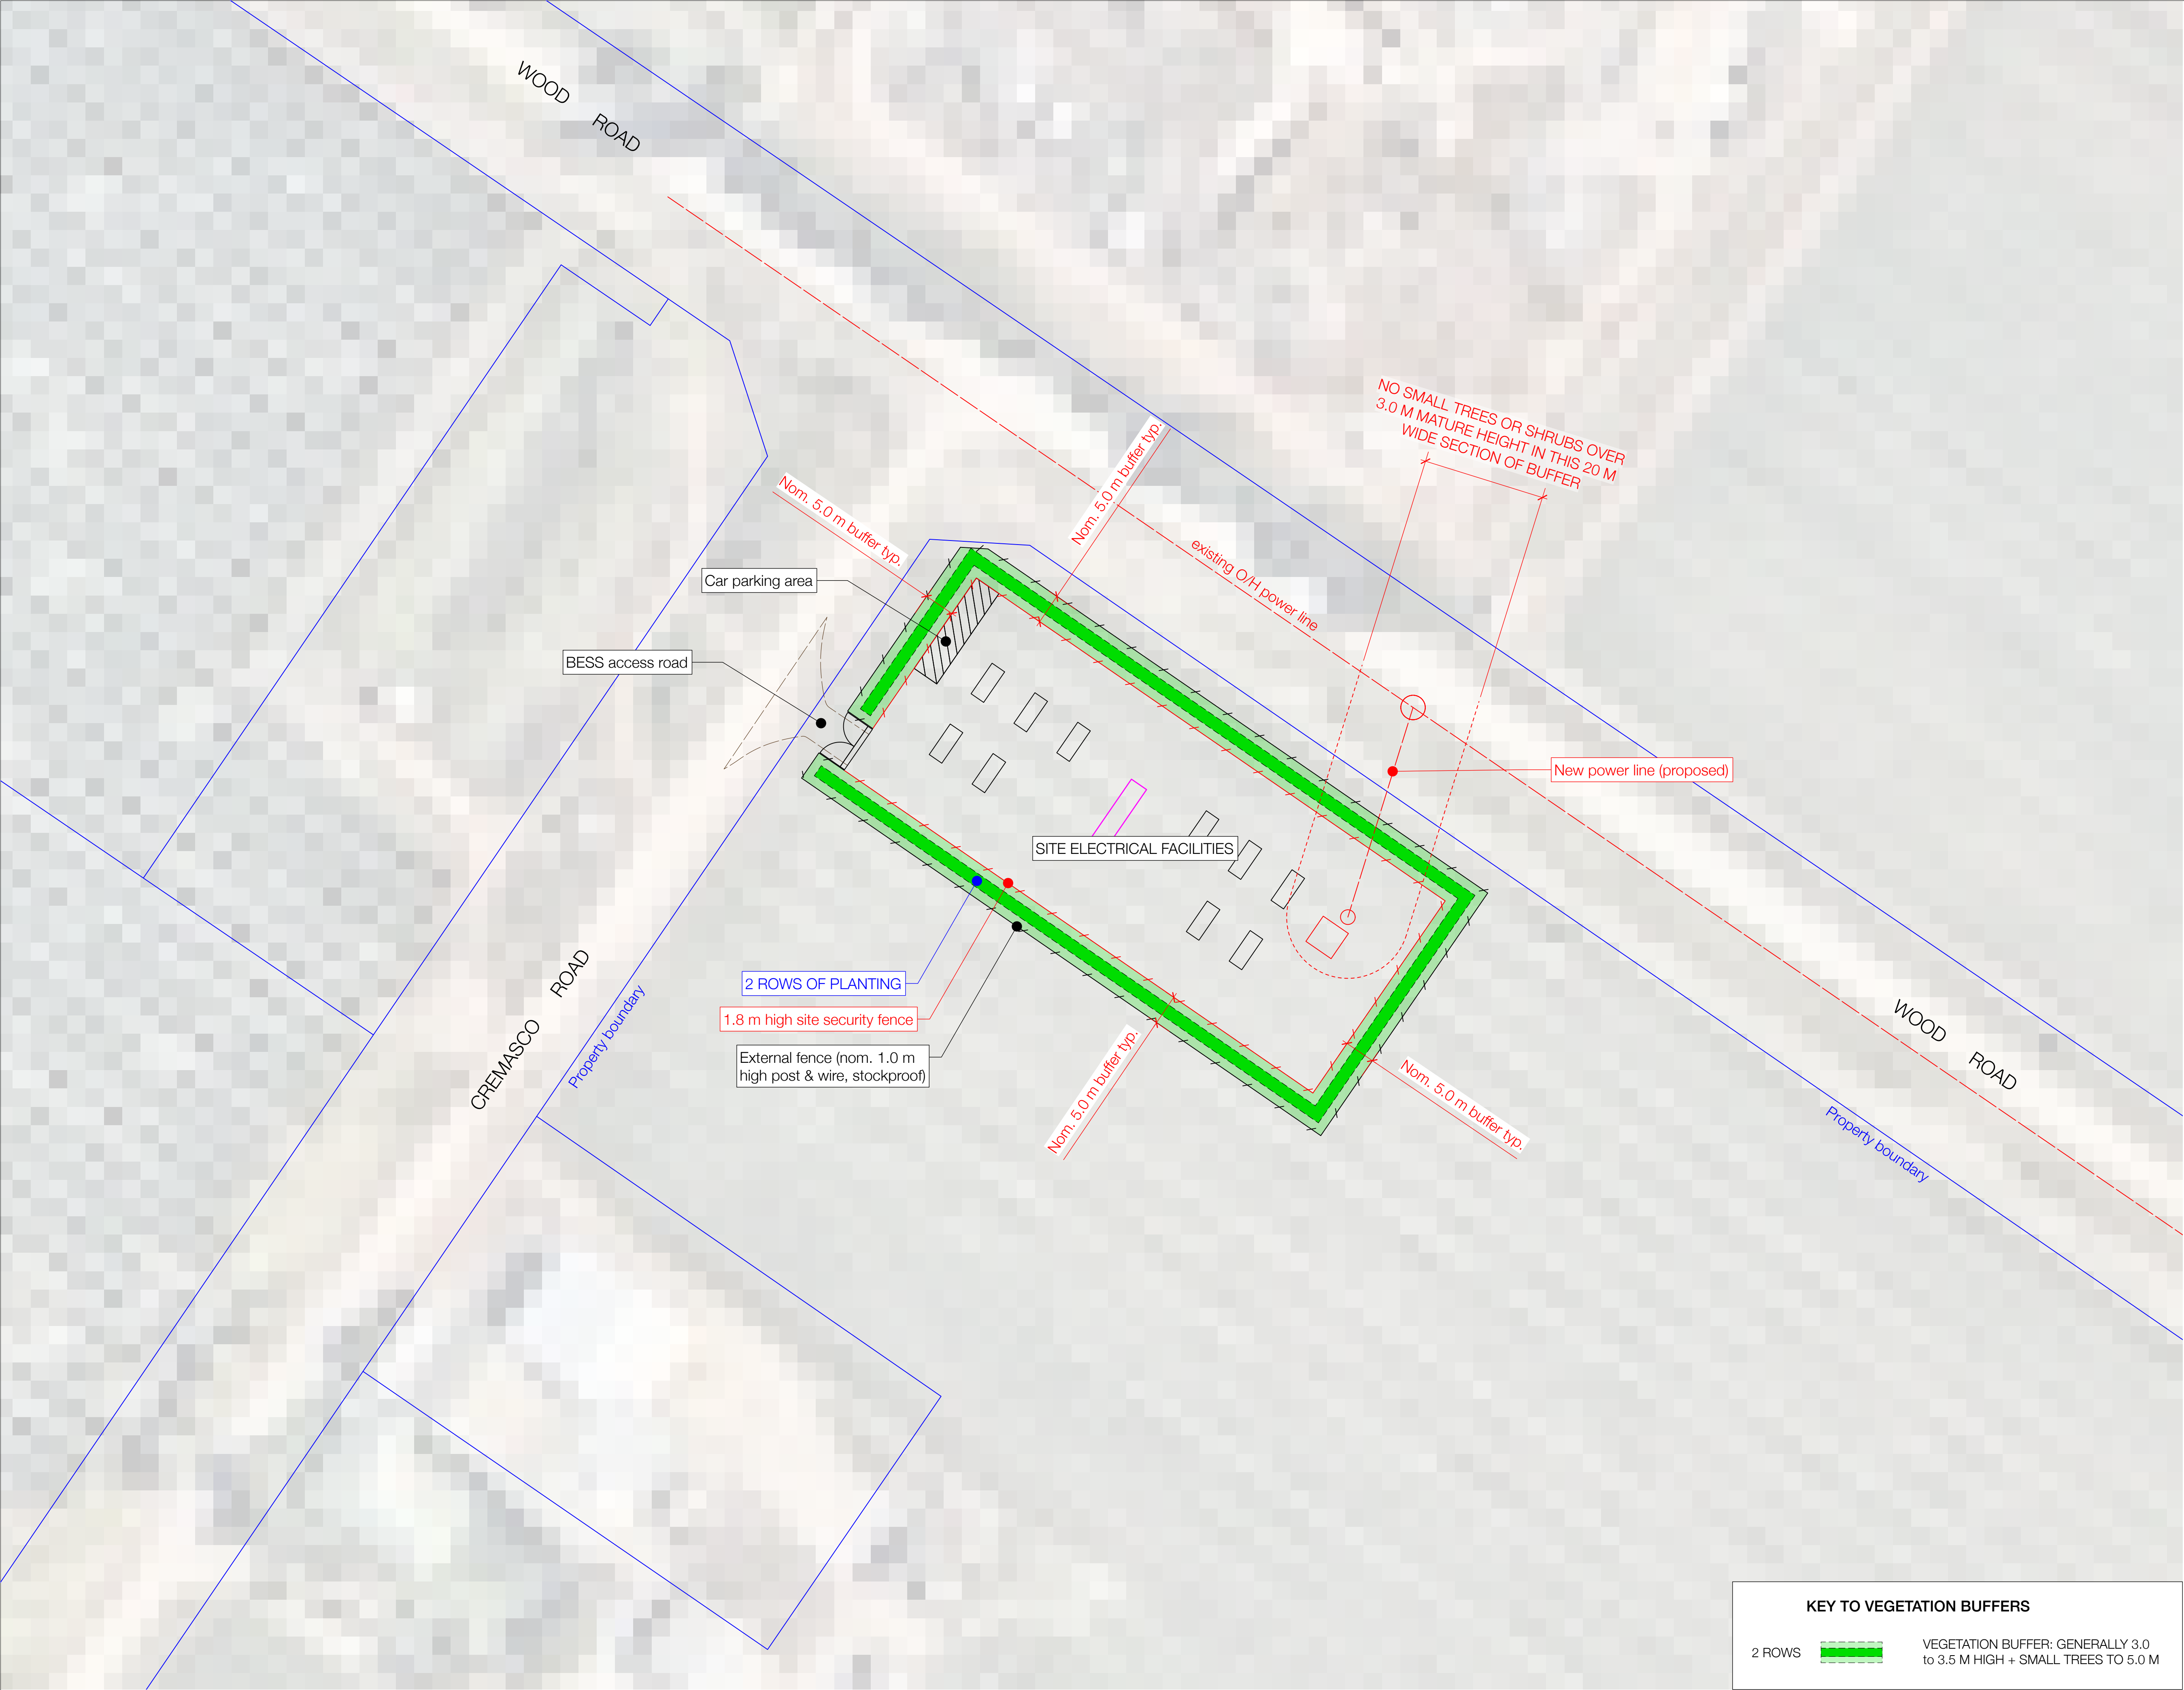 WOOD ROAD
NO SMALL TREES OR SHRUBS OVER
3.0 M MATURE HEIGHT IN THIS 20 M
WIDE SECTION OF BUFFER
Nom. 5.0 m buffer typ.
Nom. 5.0 m buffer typ.
existing O/H power line
Car parking area
BESS access road
New power line (proposed)
SITE ELECTRICAL FACILITIES
2 ROWS OF PLANTING
1.8 m high site security fence
External fence (nom. 1.0 m
high post & wire, stockproof)
CREMASCO ROAD
Property boundary
Nom. 5.0 m buffer typ.
Nom. 5.0 m buffer typ.
WOOD ROAD
Property boundary
KEY TO VEGETATION BUFFERS
2 ROWS
VEGETATION BUFFER: GENERALLY 3.0
to 3.5 M HIGH + SMALL TREES TO 5.0 M